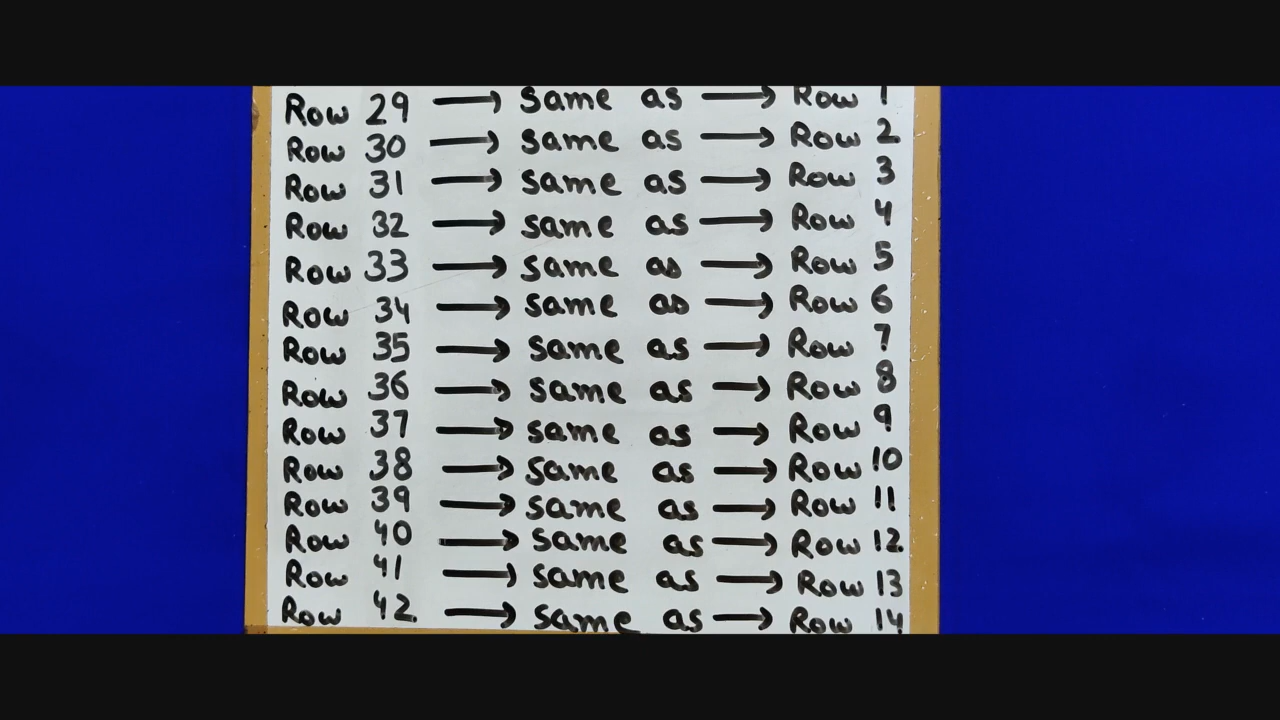 Row 29 → same as → Row 1
Row 30 → same as → Row 2
Row 31 → same as → Row 3
Row 32 → same as → Row 4
Row 33 → same as → Row 5
Row 34 → same as → Row 6
Row 35 → same as → Row 7
Row 36 → same as → Row 8
Row 37 → same as → Row 9
Row 38 → same as → Row 10
Row 39 → same as → Row 11
Row 40 → same as → Row 12
Row 41 → same as → Row 13
Row 42 → same as → Row 14